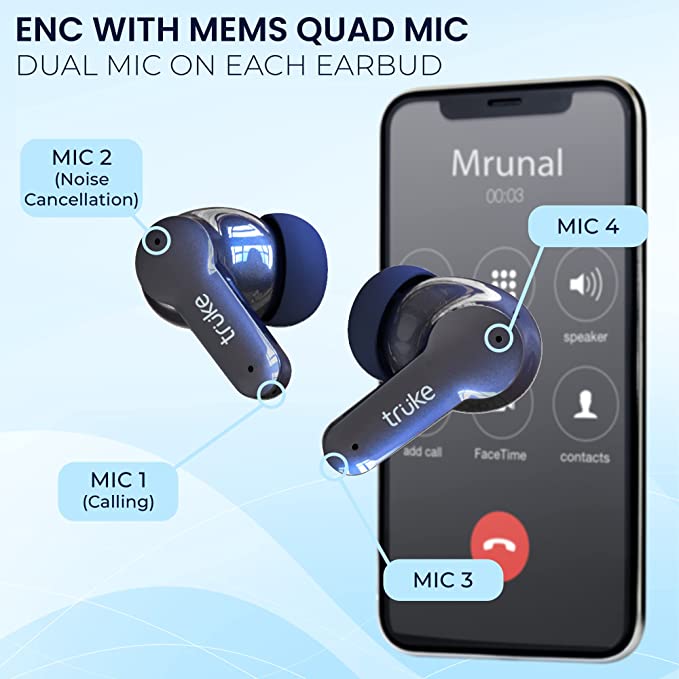 ENC WITH MEMS QUAD MIC
DUAL MIC ON EACH EARBUD
MIC 2
(Noise
Cancellation)
Mrunal
00:03
MIC 4
truke
speaker
truke
add call
FaceTime
contacts
MIC 1
(Calling)
MIC 3